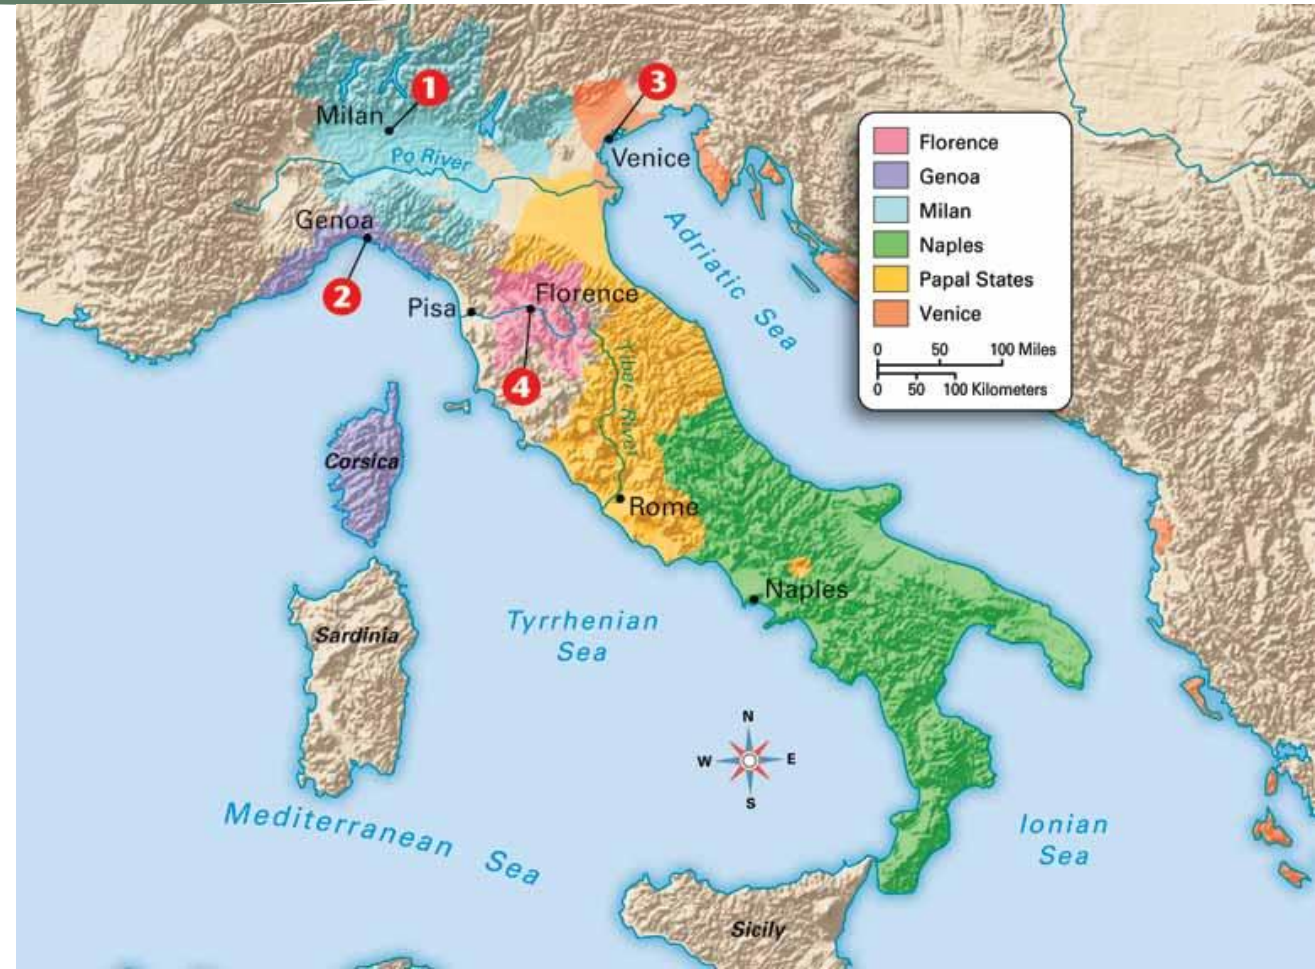 1
3
Milan
Venice
Po River
Genoa
2
Adriatic Sea
Florence
Genoa
Milan
Naples
Papal States
Venice
0 50 100 Miles
0 50 100 Kilometers
Pisa
Florence
4
Tiber River
Corsica
Rome
Naples
Tyrrhenian
Sea
Sardinia
N
W E
S
Mediterranean Sea
Ionian
Sea
Sicily